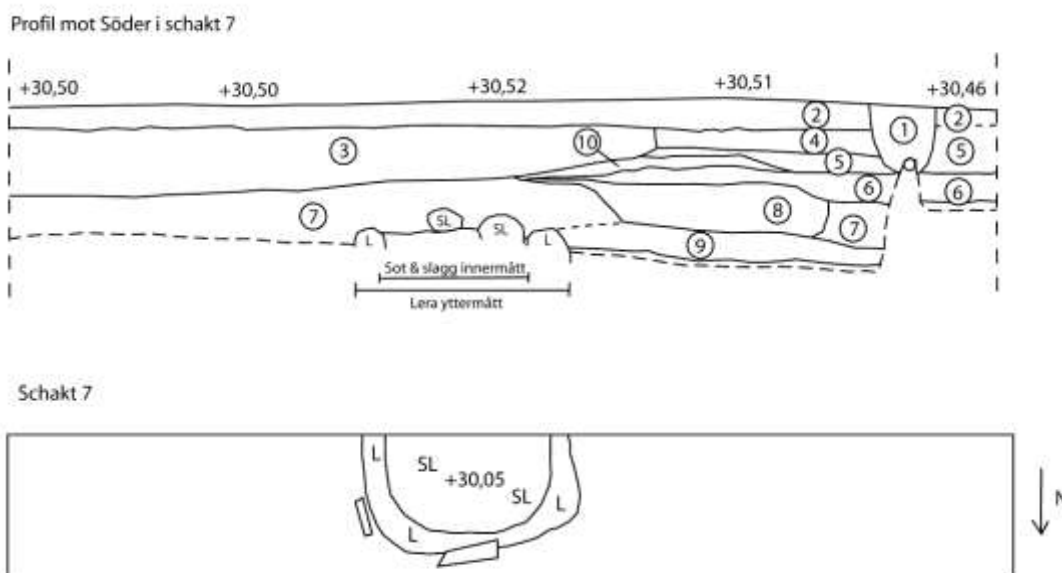 Profil mot Söder i schakt 7
+30,50 +30,50 +30,52 +30,51 +30,46
2 1 2
3 10 4 5
5
6 6
7 8 7
9
SL SL
L L
Sot & slagg innermått
Lera yttermått
Schakt 7
L SL +30,05 SL L
L
N